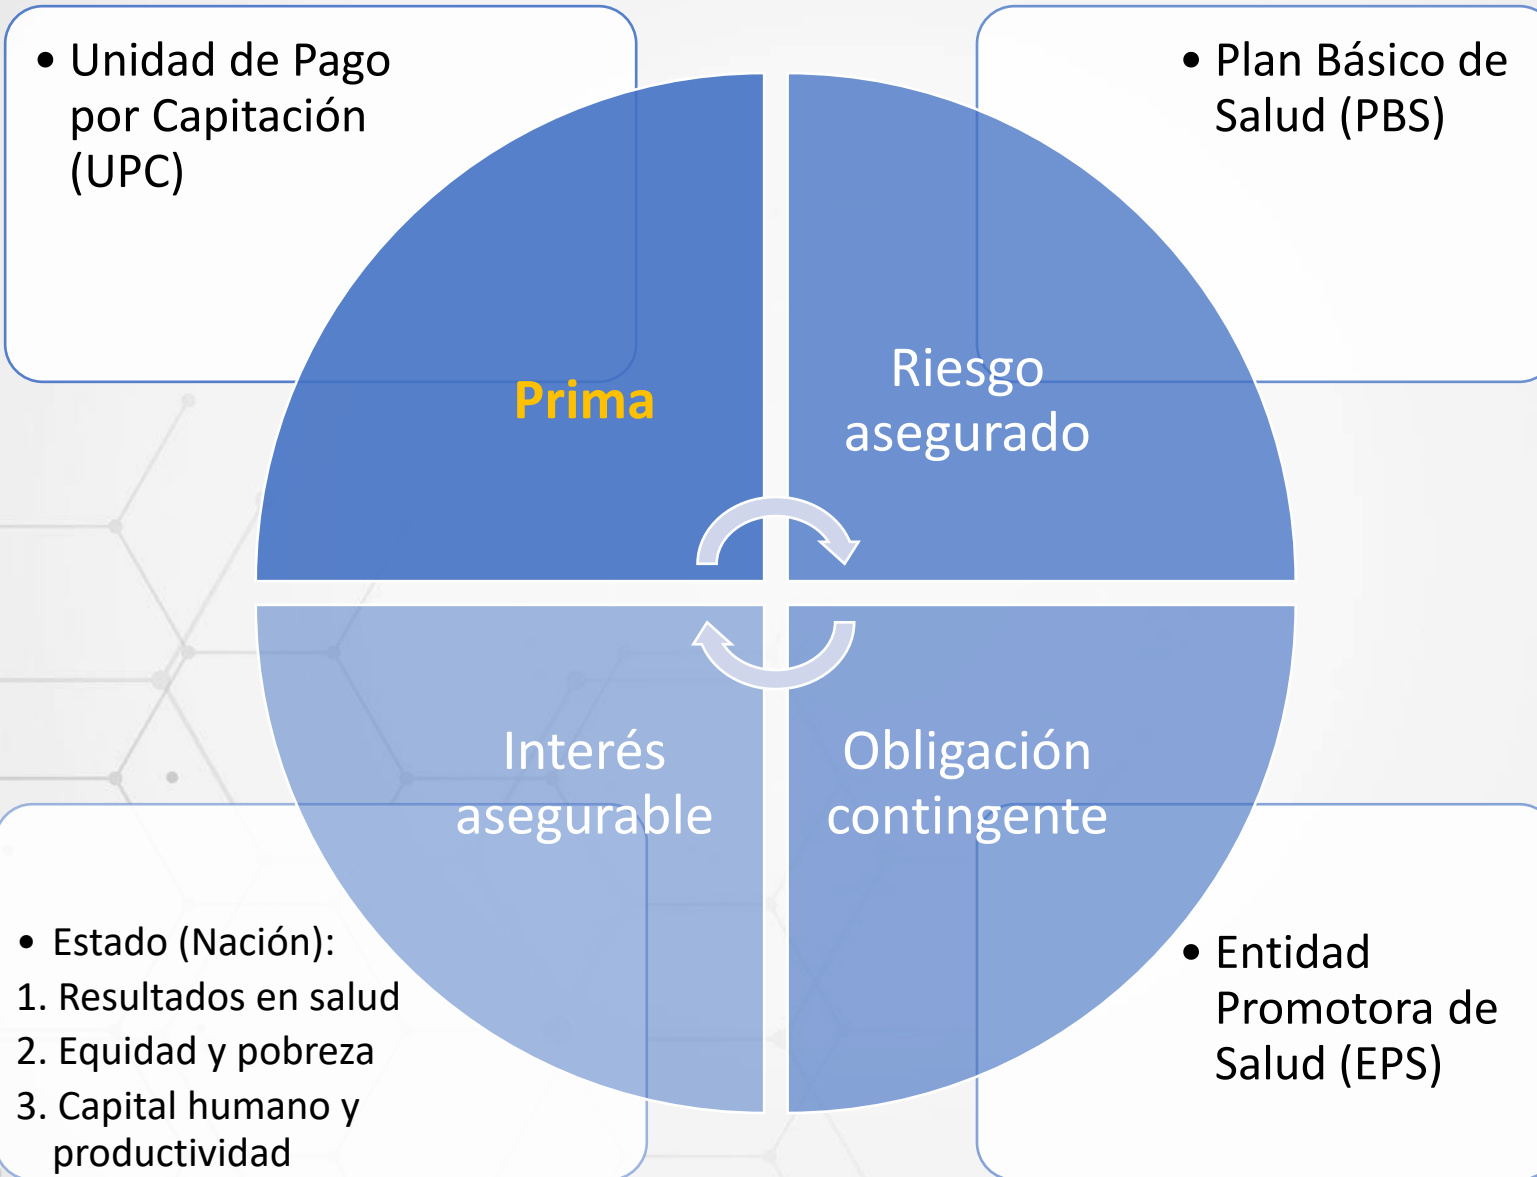 • Unidad de Pago
por Capitación
(UPC)
• Plan Básico de
Salud (PBS)
Prima
Riesgo
asegurado
Interés
asegurable
Obligación
contingente
• Estado (Nación):
1. Resultados en salud
2. Equidad y pobreza
3. Capital humano y
productividad
• Entidad
Promotora de
Salud (EPS)